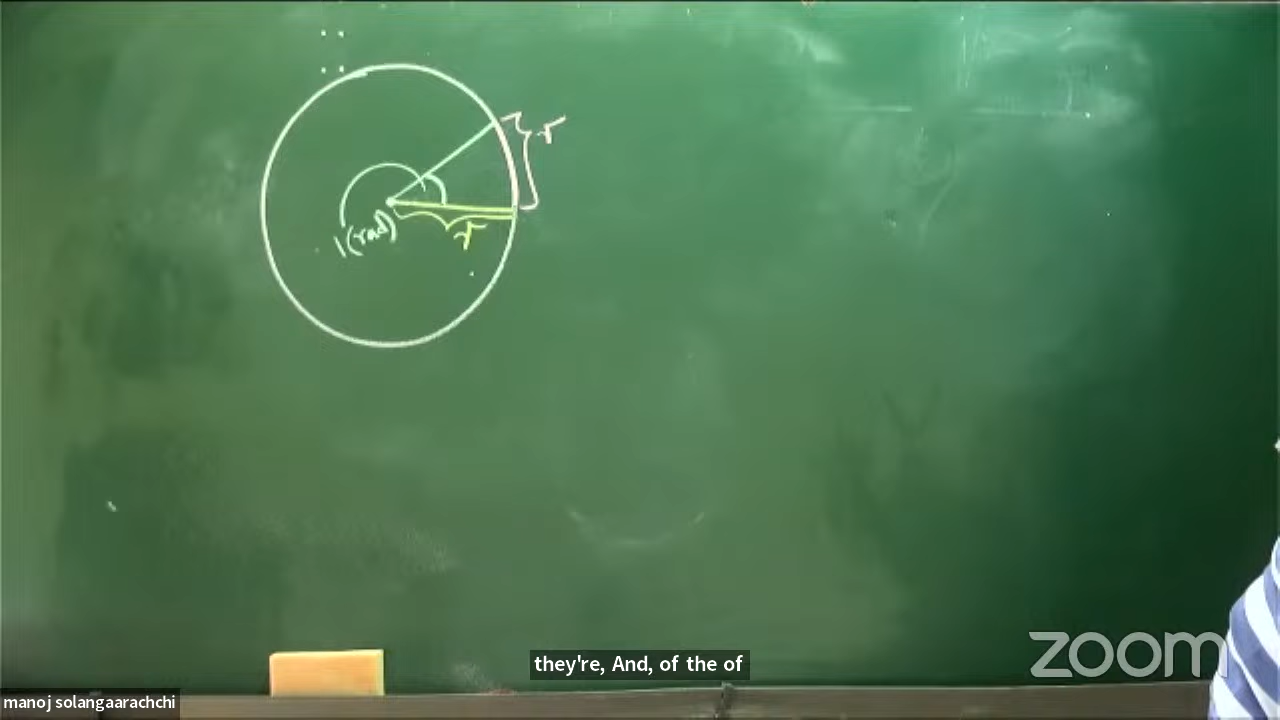 r
1(rad)
r
they're, And, of the of
zoom
manoj solangaarachchi